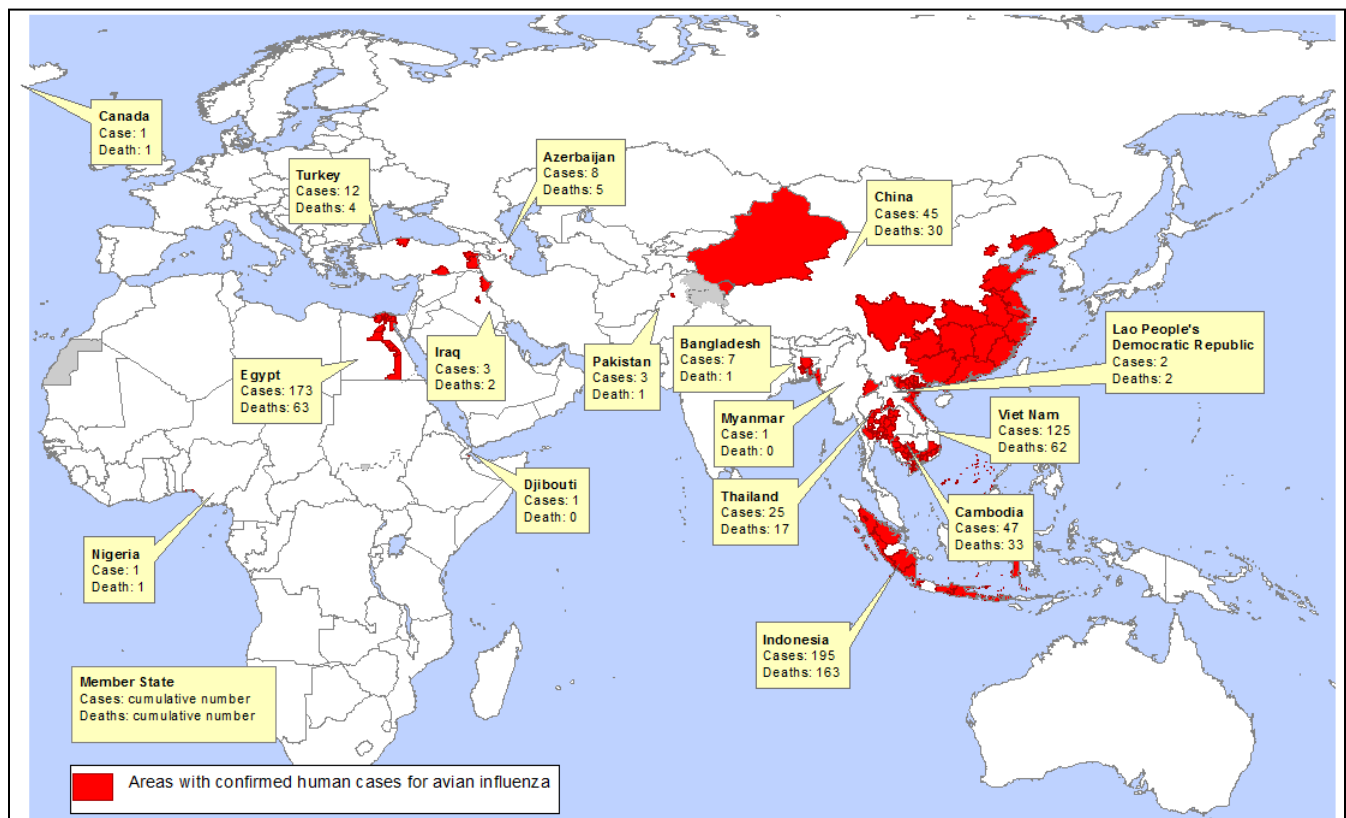 Canada
Case: 1
Death: 1
Turkey
Cases: 12
Deaths: 4
Azerbaijan
Cases: 8
Deaths: 5
China
Cases: 45
Deaths: 30
Egypt
Cases: 173
Deaths: 63
Iraq
Cases: 3
Deaths: 2
Pakistan
Cases: 3
Death: 1
Bangladesh
Cases: 7
Death: 1
Lao People's
Democratic Republic
Cases: 2
Deaths: 2
Myanmar
Case: 1
Death: 0
Viet Nam
Cases: 125
Deaths: 62
Djibouti
Cases: 1
Death: 0
Thailand
Cases: 25
Deaths: 17
Cambodia
Cases: 47
Deaths: 33
Nigeria
Case: 1
Death: 1
Indonesia
Cases: 195
Deaths: 163
Member State
Cases: cumulative number
Deaths: cumulative number
Areas with confirmed human cases for avian influenza